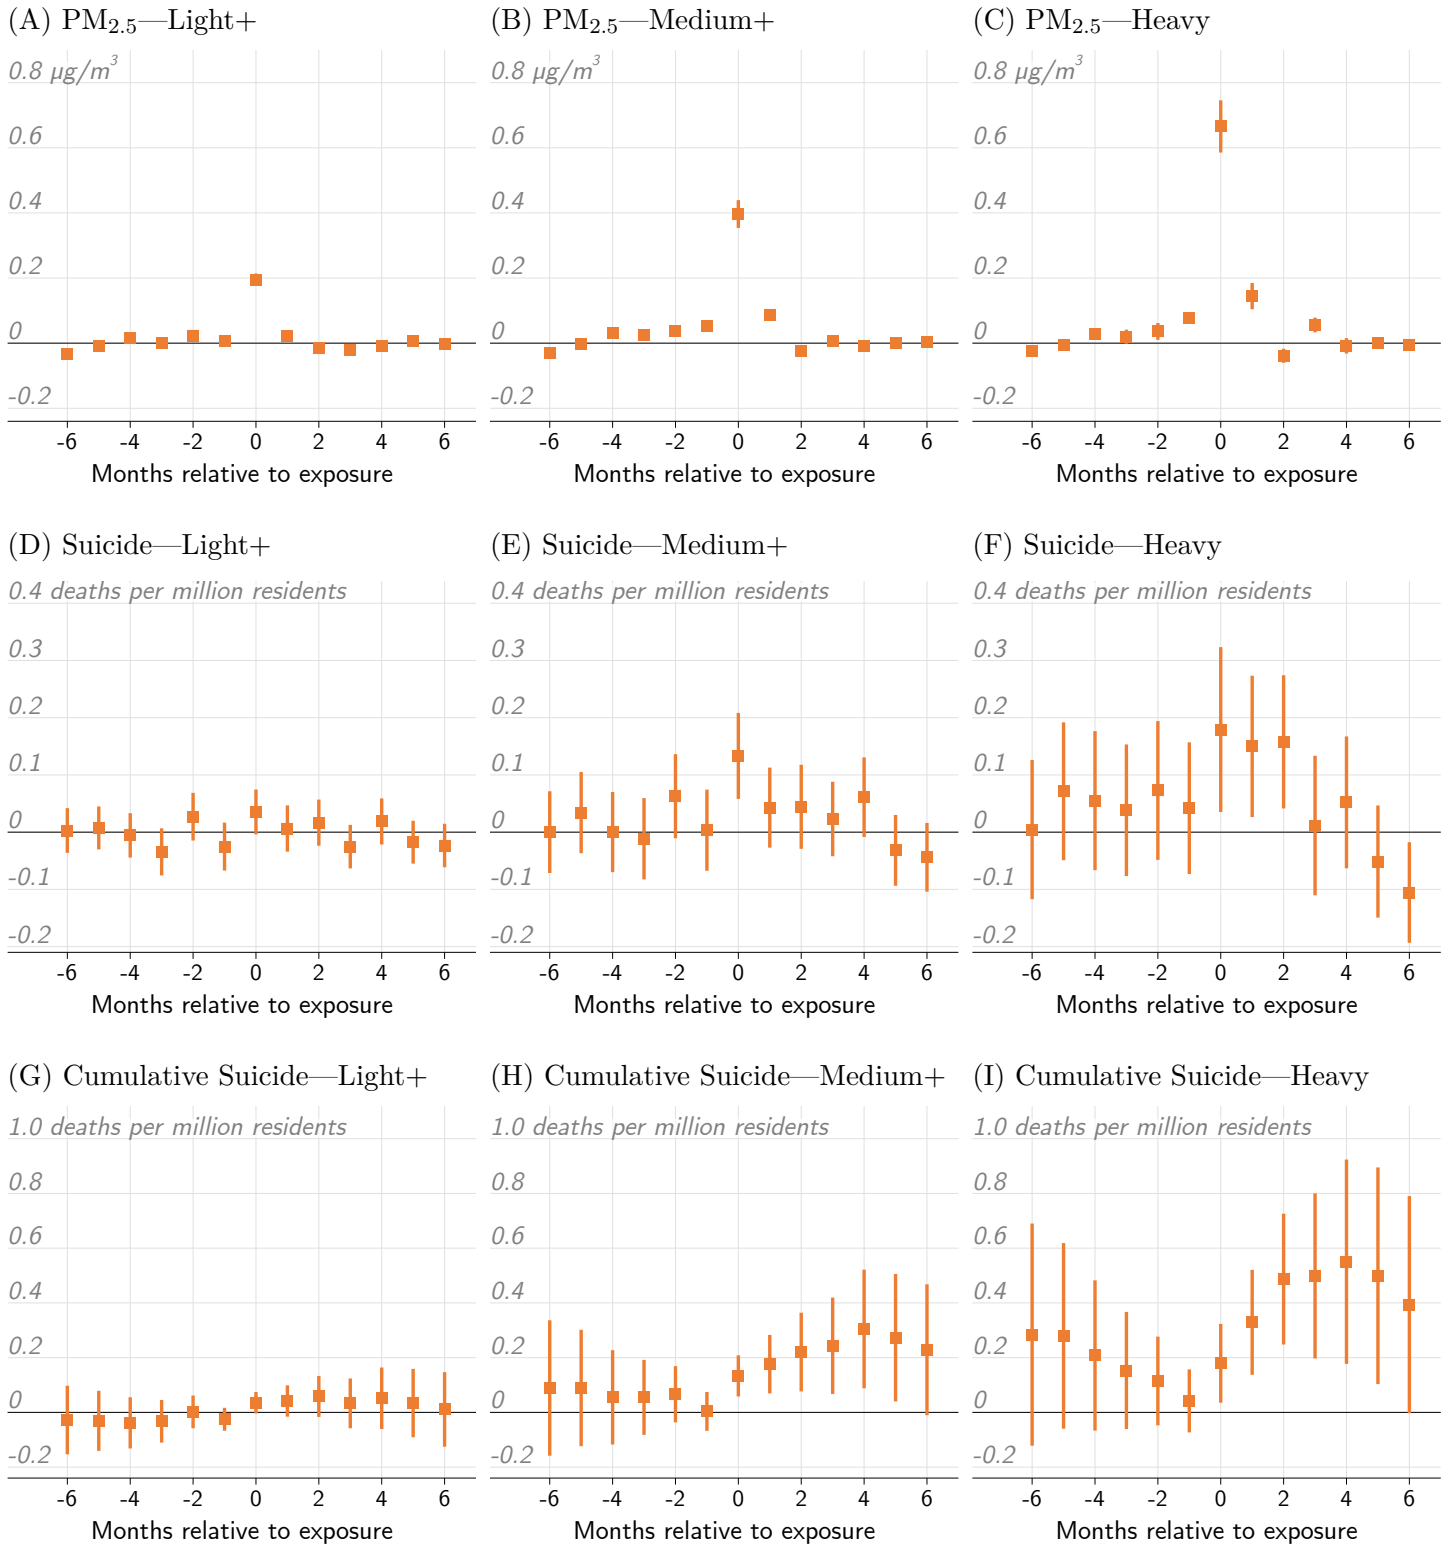 (A) PM2.5—Light+
0.8 µg/m³
0.6
0.4
0.2
0
-0.2
-6 -4 -2 0 2 4 6
Months relative to exposure
(B) PM2.5—Medium+
0.8 µg/m³
0.6
0.4
0.2
0
-0.2
-6 -4 -2 0 2 4 6
Months relative to exposure
(C) PM2.5—Heavy
0.8 µg/m³
0.6
0.4
0.2
0
-0.2
-6 -4 -2 0 2 4 6
Months relative to exposure
(D) Suicide—Light+
0.4 deaths per million residents
0.3
0.2
0.1
0
-0.1
-0.2
-6 -4 -2 0 2 4 6
Months relative to exposure
(E) Suicide—Medium+
0.4 deaths per million residents
0.3
0.2
0.1
0
-0.1
-0.2
-6 -4 -2 0 2 4 6
Months relative to exposure
(F) Suicide—Heavy
0.4 deaths per million residents
0.3
0.2
0.1
0
-0.1
-0.2
-6 -4 -2 0 2 4 6
Months relative to exposure
(G) Cumulative Suicide—Light+
1.0 deaths per million residents
0.8
0.6
0.4
0.2
0
-0.2
-6 -4 -2 0 2 4 6
Months relative to exposure
(H) Cumulative Suicide—Medium+
1.0 deaths per million residents
0.8
0.6
0.4
0.2
0
-0.2
-6 -4 -2 0 2 4 6
Months relative to exposure
(I) Cumulative Suicide—Heavy
1.0 deaths per million residents
0.8
0.6
0.4
0.2
0
-0.2
-6 -4 -2 0 2 4 6
Months relative to exposure